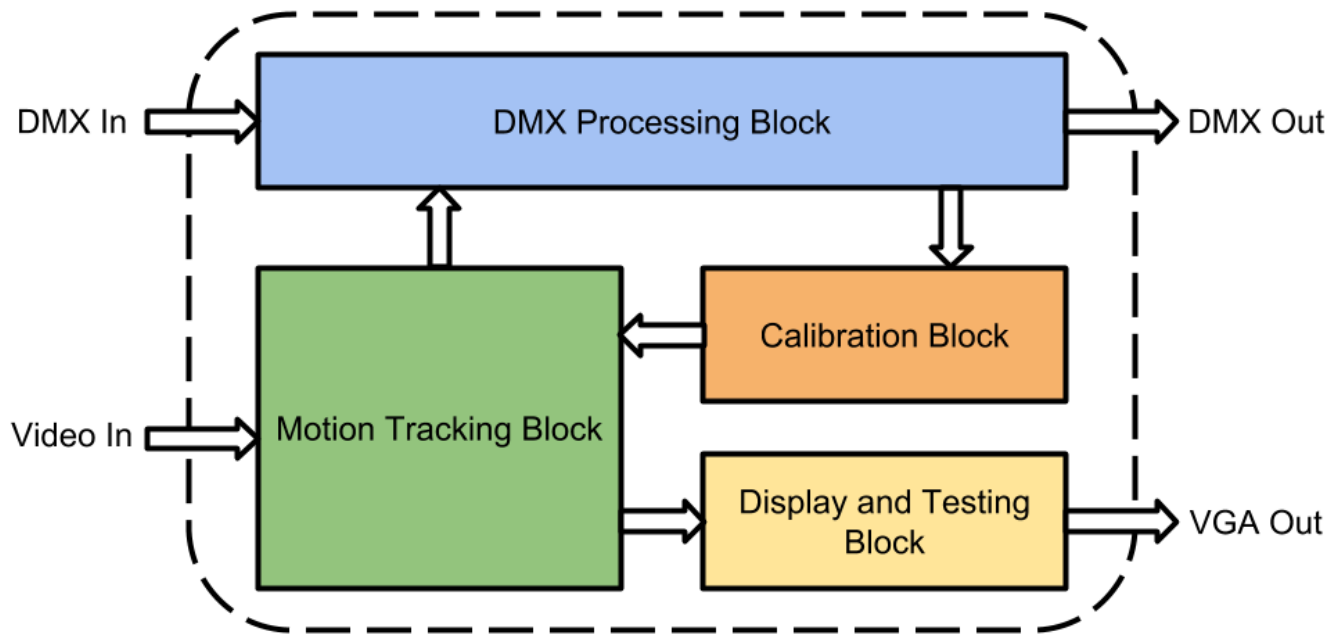 DMX In
DMX Processing Block
DMX Out
Calibration Block
Video In
Motion Tracking Block
Display and Testing
Block
VGA Out